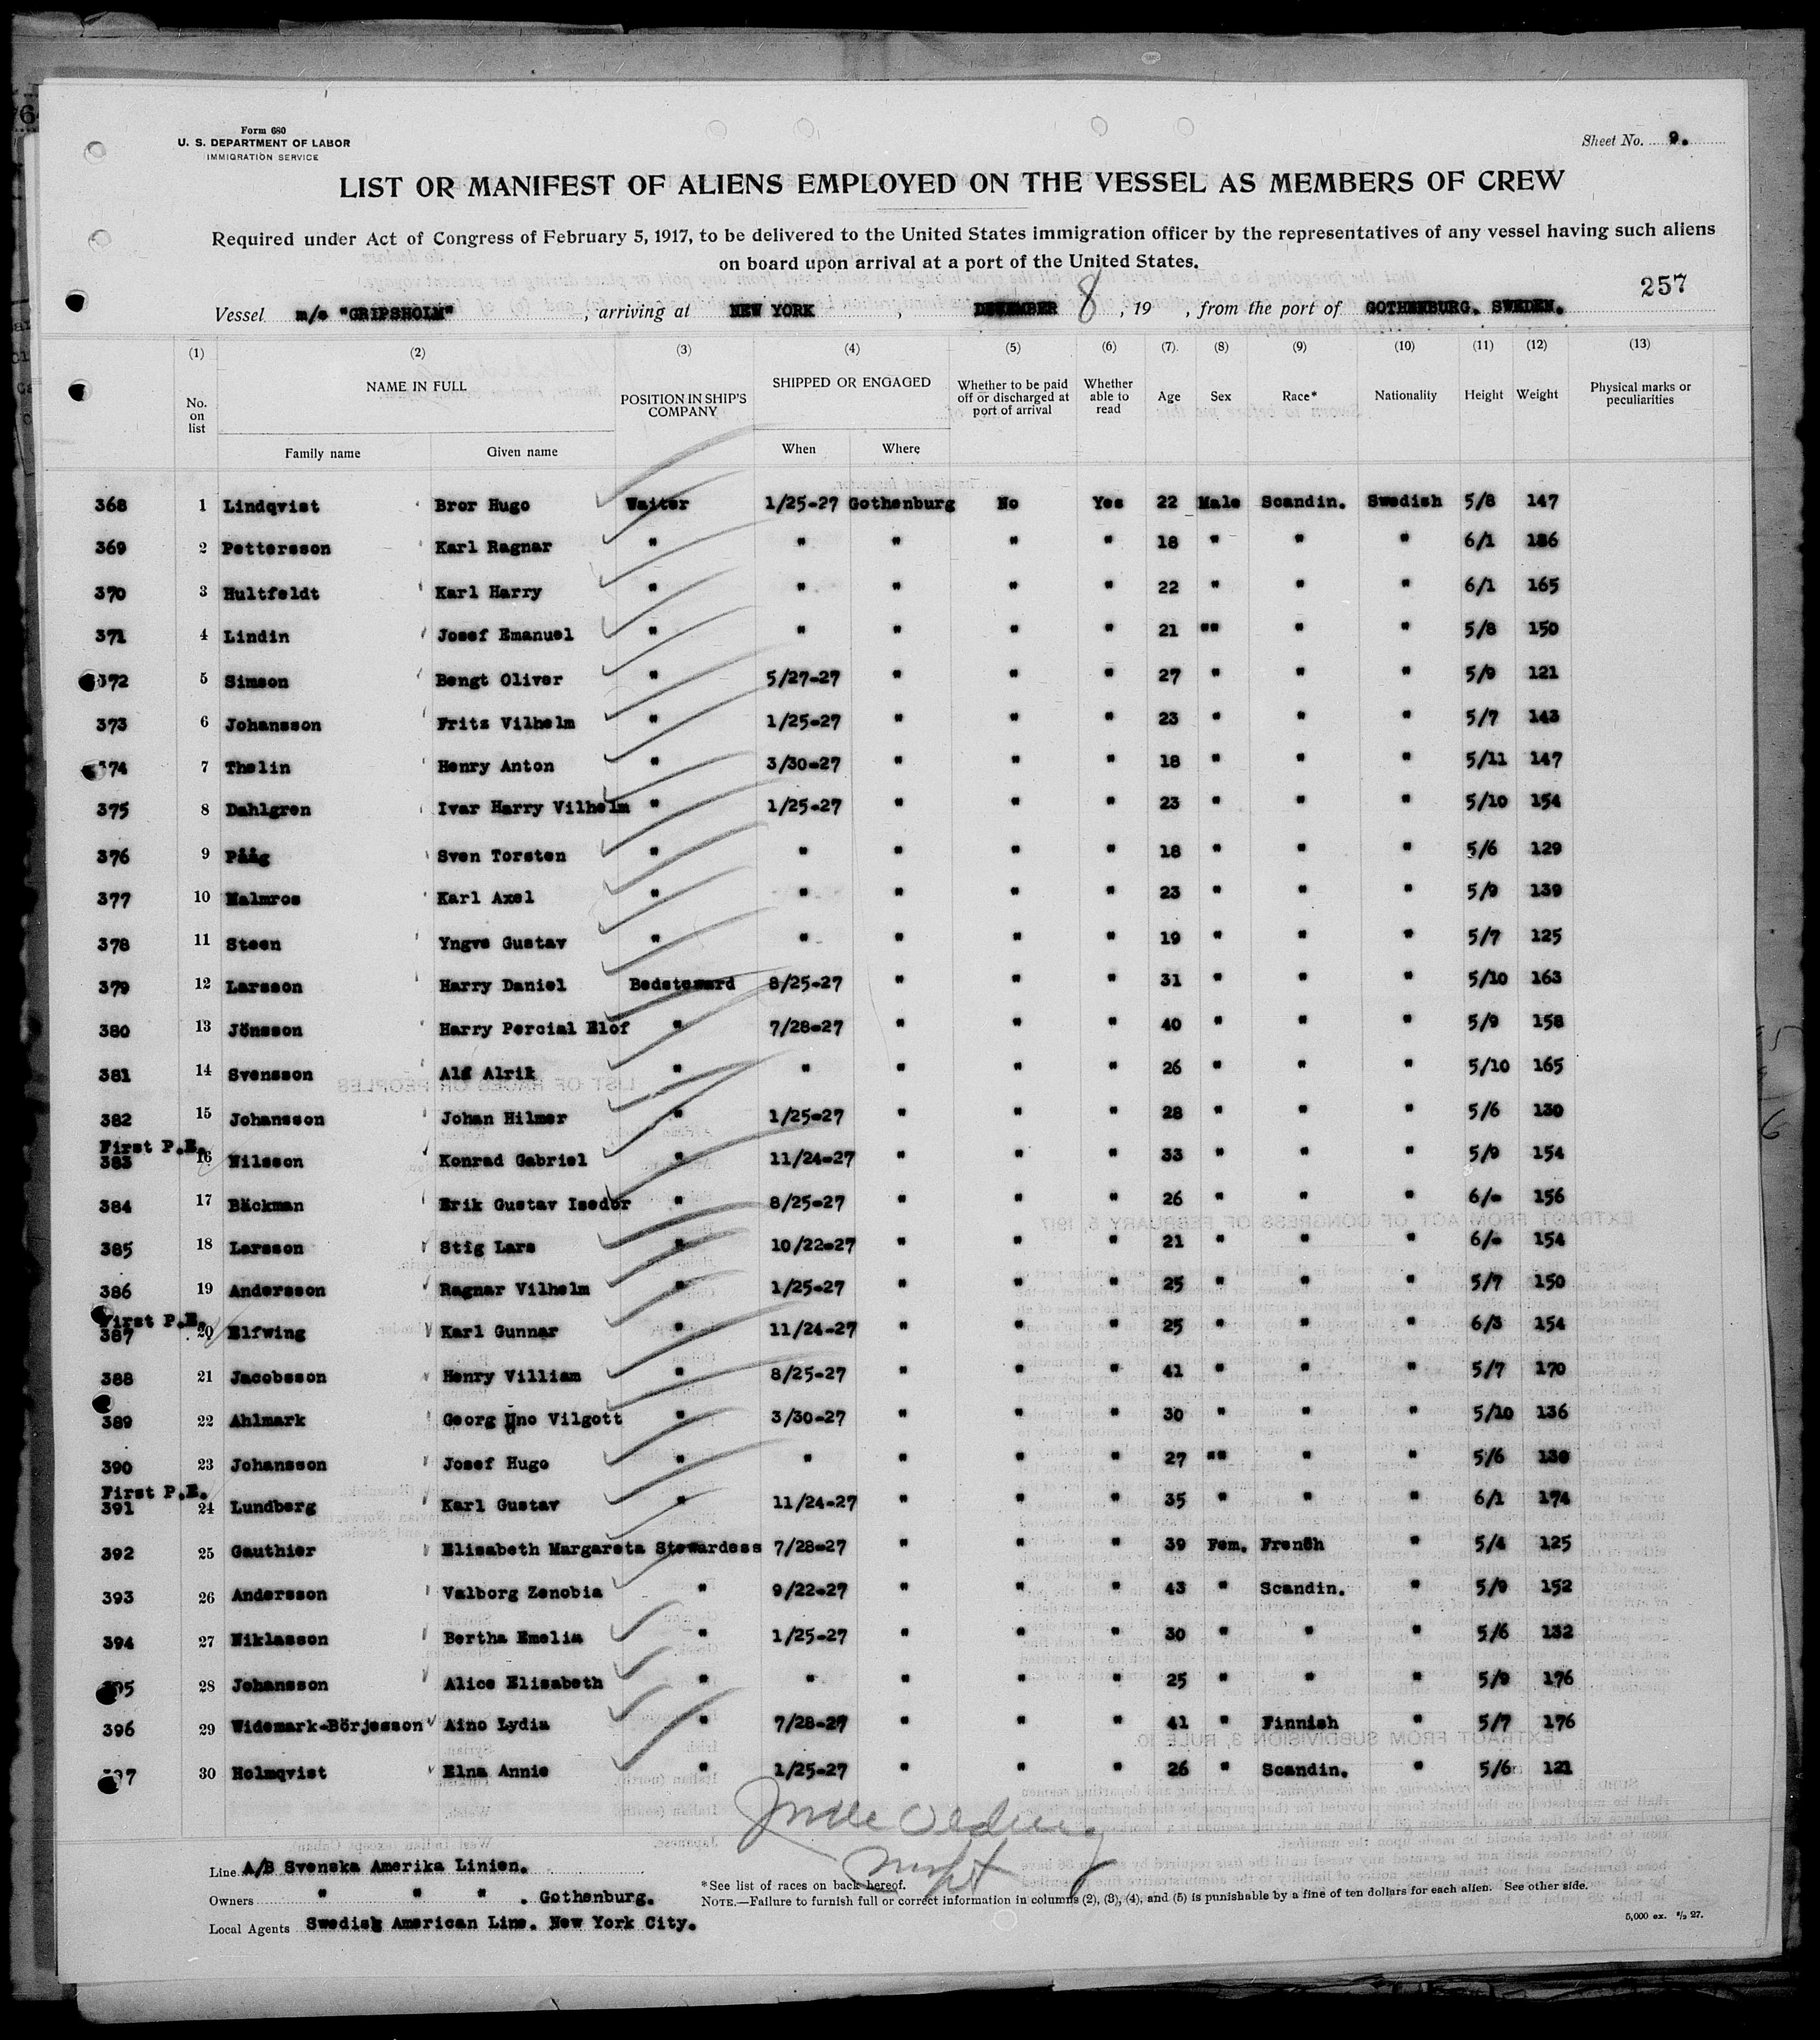 Form 680
U. S. DEPARTMENT OF LABOR
IMMIGRATION SERVICE
Sheet No. 9.
LIST OR MANIFEST OF ALIENS EMPLOYED ON THE VESSEL AS MEMBERS OF CREW
Required under Act of Congress of February 5, 1917, to be delivered to the United States immigration officer by the representatives of any vessel having such aliens
on board upon arrival at a port of the United States.
257
Vessel m/s "GRIPSHOLM", arriving at NEW YORK, DECEMBER 8, 19 , from the port of GOTHENBURG. SWEDEN.
(1) (2) (3) (4) (5) (6) (7). (8) (9) (10) (11) (12) (13)
No. on list NAME IN FULL POSITION IN SHIP'S COMPANY SHIPPED OR ENGAGED Whether to be paid off or discharged at port of arrival Whether able to read Age Sex Race* Nationality Height Weight Physical marks or peculiarities
Family name Given name When Where
368 1 Lindqvist Bror Hugo Waiter 1/25-27 Gothenburg No Yes 22 Male Scandin. Swedish 5/8 147
369 2 Pettersson Karl Ragnar " " " " " 18 " " " 6/1 186
370 3 Hultfeldt Karl Harry " " " " " 22 " " " 6/1 165
371 4 Lindin Josef Emanuel " " " " " 21 "" " " 5/8 150
372 5 Simson Bengt Oliver " 5/27-27 " " " 27 " " " 5/9 121
373 6 Johansson Fritz Vilhelm " 1/25-27 " " " 23 " " " 5/7 143
374 7 Thelin Henry Anton " 3/30-27 " " " 18 " " " 5/11 147
375 8 Dahlgren Ivar Harry Vilhelm " 1/25-27 " " " 23 " " " 5/10 154
376 9 Pååg Sven Torsten " " " " " 18 " " " 5/6 129
377 10 Malmros Karl Axel " " " " " 23 " " " 5/9 139
378 11 Steen Yngve Gustav " " " " " 19 " " " 5/7 125
379 12 Larsson Harry Daniel Bedsteward 8/25-27 " " " 31 " " " 5/10 163
380 13 Jönsson Harry Percial Elof " 7/28-27 " " " 40 " " " 5/9 158
381 14 Svensson Alf Alrik " " " " " 26 " " " 5/10 165
382 15 Johansson Johan Hilmer " 1/25-27 " " " 28 " " " 5/6 130
First P.E.
383 16 Nilsson Konrad Gabriel " 11/24-27 " " " 33 " " " 5/9 154
384 17 Bäckman Erik Gustav Isedor " 8/25-27 " " " 26 " " " 6/- 156
385 18 Larsson Stig Lars " 10/22-27 " " " 21 " " " 6/- 154
386 19 Andersson Ragnar Vilhelm " 1/25-27 " " " 25 " " " 5/7 150
First P.E.
387 20 Elfwing Karl Gunnar " 11/24-27 " " " 25 " " " 6/3 154
388 21 Jacobsson Henry Villiam " 8/25-27 " " " 41 " " " 5/7 170
389 22 Ahlmark Georg Uno Vilgott " 3/30-27 " " " 30 " " " 5/10 136
390 23 Johansson Josef Hugo " " " " " 27 "" " " 5/6
First P.E.
391 24 Lundberg Karl Gustav " 11/24-27 " " " 35 " " " 6/1 174
392 25 Gauthier Elisabeth Margareta Stewardess 7/28-27 " " " 39 Fem. French " 5/4 125
393 26 Andersson Valborg Zenobia " 9/22-27 " " " 43 " Scandin. " 5/9 152
394 27 Niklasson Bertha Emelia " 1/25-27 " " " 30 " " " 5/6 132
395 28 Johansson Alice Elisabeth " " " " " 25 " " " 5/9 176
396 29 Widemark-Börjesson Aino Lydia " 7/28-27 " " " 41 " Finnish " 5/7 176
397 30 Holmqvist Elna Annie " 1/25-27 " " " 26 " Scandin. " 5/6 121
Line A/B Svenska Amerika Linien.
Owners " " " . Gothenburg.
Local Agents Swedish American Line. New York City.
*See list of races on back hereof.
NOTE.—Failure to furnish full or correct information in columns (2), (3), (4), and (5) is punishable by a fine of ten dollars for each alien. See other side.